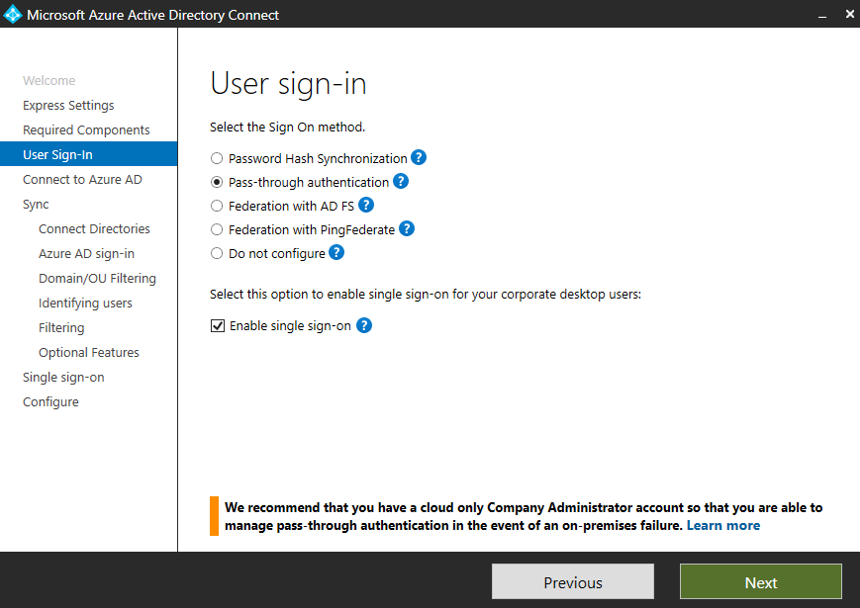 Microsoft Azure Active Directory Connect
Welcome
Express Settings
Required Components
User Sign-In
Connect to Azure AD
Sync
Connect Directories
Azure AD sign-in
Domain/OU Filtering
Identifying users
Filtering
Optional Features
Single sign-on
Configure
User sign-in
Select the Sign On method.
Password Hash Synchronization ?
Pass-through authentication ?
Federation with AD FS ?
Federation with PingFederate ?
Do not configure ?
Select this option to enable single sign-on for your corporate desktop users:
Enable single sign-on ?
We recommend that you have a cloud only Company Administrator account so that you are able to
manage pass-through authentication in the event of an on-premises failure. Learn more
Previous
Next